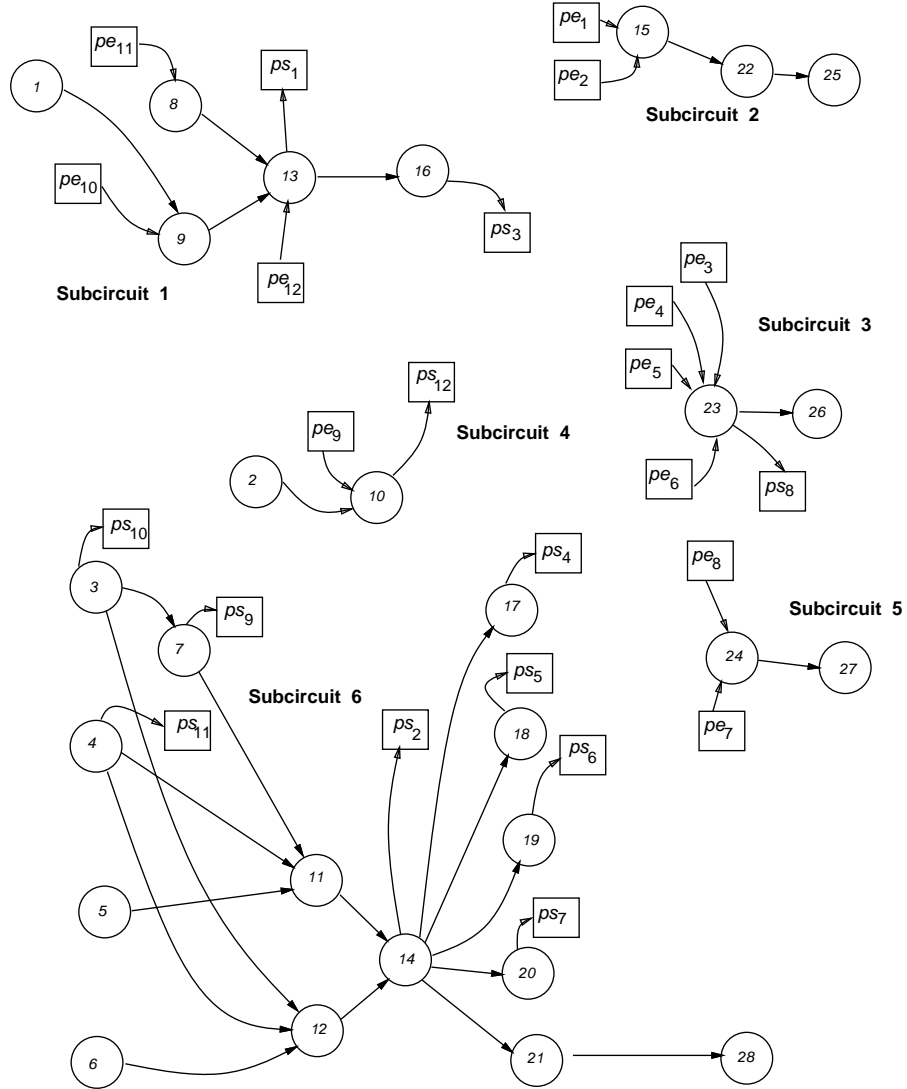 pe1
15
pe11
ps1
pe2
22
25
1
8
Subcircuit 2
13
16
pe10
9
ps3
pe12
Subcircuit 1
pe3
pe4
Subcircuit 3
pe5
ps12
23
26
pe9
Subcircuit 4
2
10
pe6
ps8
ps10
ps4
pe8
3
17
Subcircuit 5
ps9
7
24
27
ps5
Subcircuit 6
ps11
4
ps2
18
pe7
ps6
19
11
5
ps7
14
20
12
6
21
28